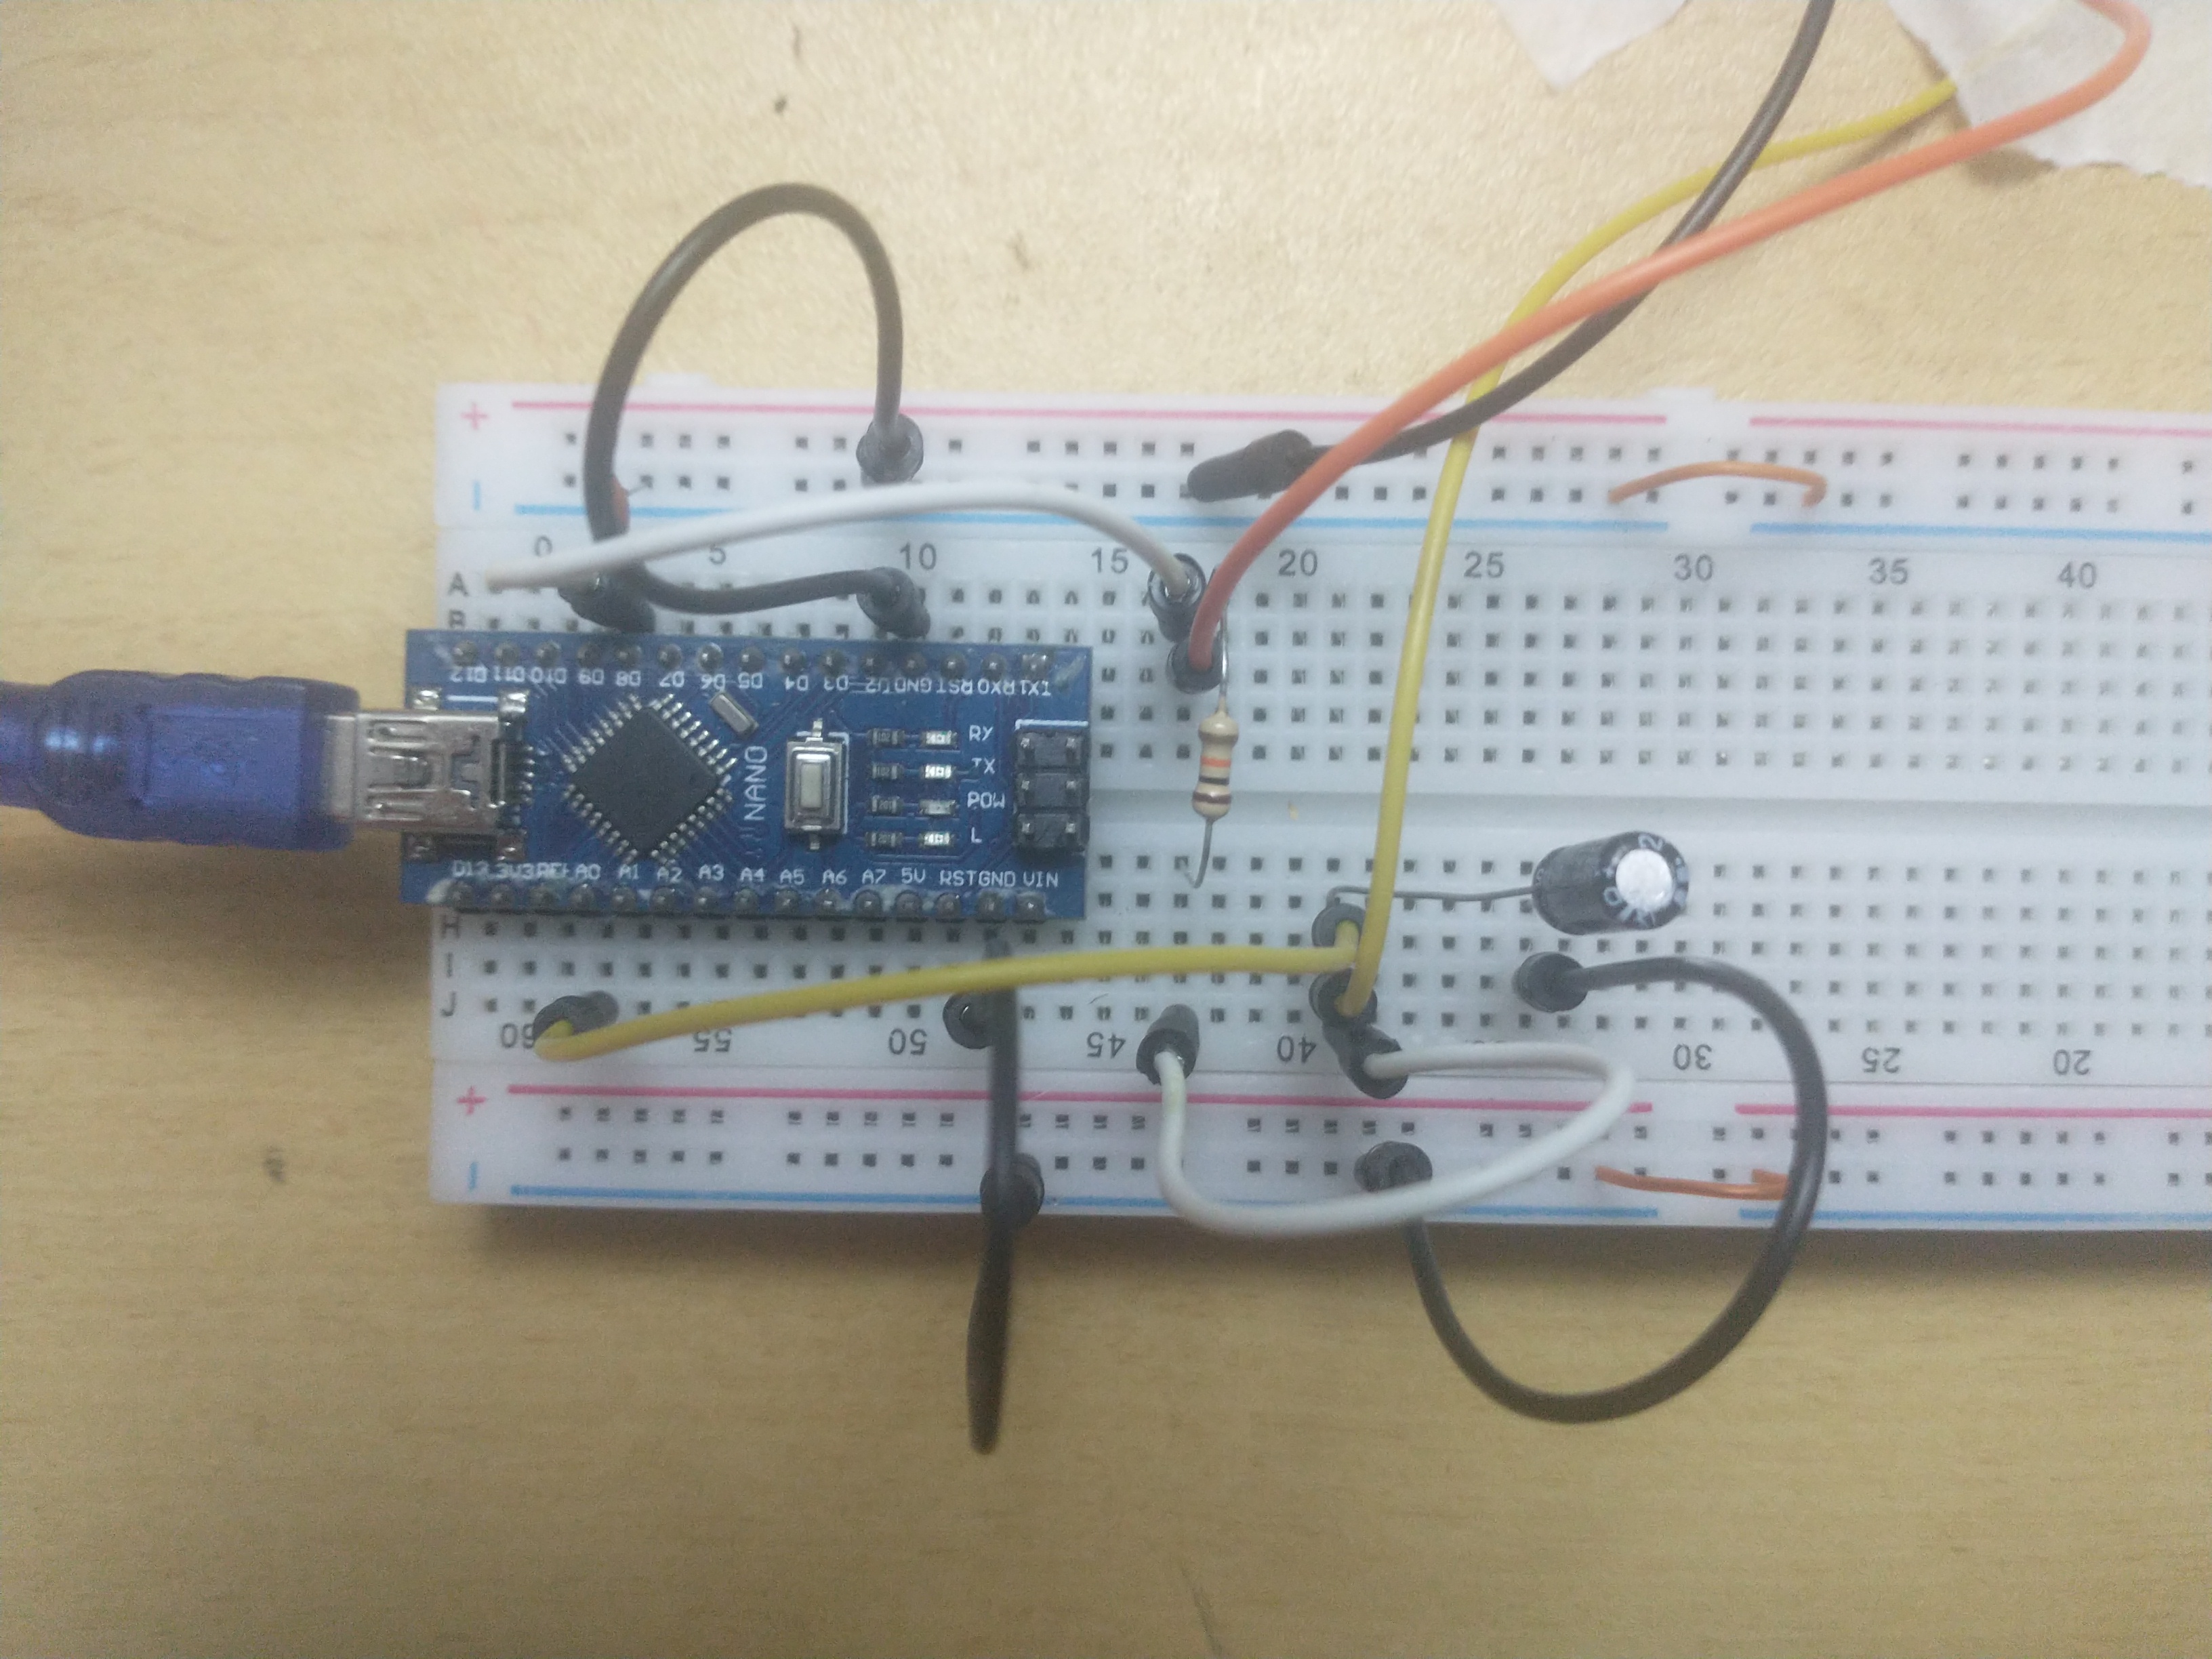 +
-
0 5 10 15 20 25 30 35 40
A
B
D12 D11 D10 D9 D8 D7 D6 D5 D4 D3 D2 GND RST RX0 TX1
RX
TX
POW
L
NANO
D13 3V3 REF A0 A1 A2 A3 A4 A5 A6 A7 5V RST GND VIN
H
I
J
60 55 50 45 40 30 25 20
+
-